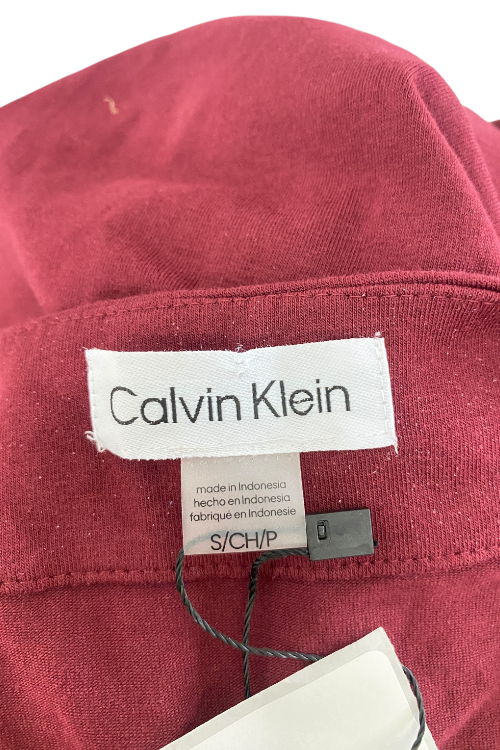 Calvin Klein
made in Indonesia
hecho en Indonesia
fabriqué en Indonesie
S/CH/P